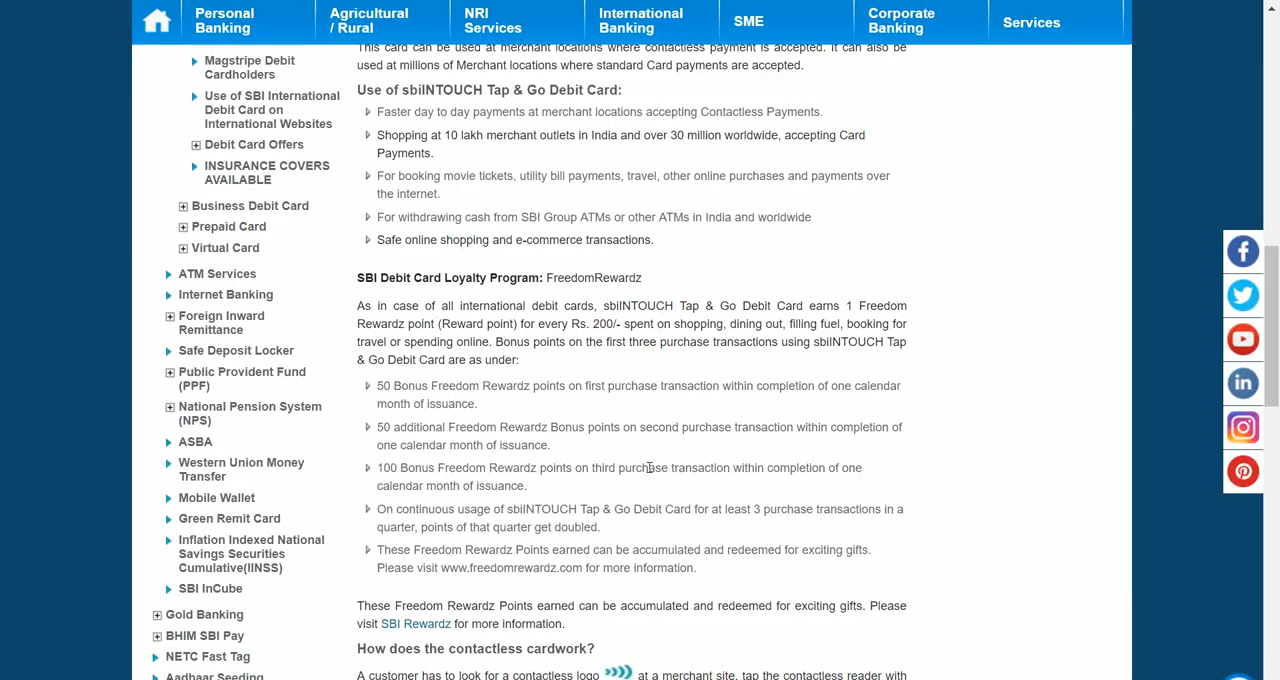 Personal Banking
Agricultural / Rural
NRI Services
International Banking
SME
Corporate Banking
Services
Magstripe Debit
Cardholders
Use of SBI International
Debit Card on
International Websites
Debit Card Offers
INSURANCE COVERS
AVAILABLE
Business Debit Card
Prepaid Card
Virtual Card
ATM Services
Internet Banking
Foreign Inward
Remittance
Safe Deposit Locker
Public Provident Fund
(PPF)
National Pension System
(NPS)
ASBA
Western Union Money
Transfer
Mobile Wallet
Green Remit Card
Inflation Indexed National
Savings Securities
Cumulative(IINSS)
SBI InCube
Gold Banking
BHIM SBI Pay
NETC Fast Tag
Aadhaar Seeding
This card can be used at merchant locations where contactless payment is accepted. It can also be
used at millions of Merchant locations where standard Card payments are accepted.
Use of sbiINTOUCH Tap & Go Debit Card:
Faster day to day payments at merchant locations accepting Contactless Payments.
Shopping at 10 lakh merchant outlets in India and over 30 million worldwide, accepting Card
Payments.
For booking movie tickets, utility bill payments, travel, other online purchases and payments over
the internet.
For withdrawing cash from SBI Group ATMs or other ATMs in India and worldwide
Safe online shopping and e-commerce transactions.
SBI Debit Card Loyalty Program: FreedomRewardz
As in case of all international debit cards, sbiINTOUCH Tap & Go Debit Card earns 1 Freedom
Rewardz point (Reward point) for every Rs. 200/- spent on shopping, dining out, filling fuel, booking for
travel or spending online. Bonus points on the first three purchase transactions using sbiINTOUCH Tap
& Go Debit Card are as under:
50 Bonus Freedom Rewardz points on first purchase transaction within completion of one calendar
month of issuance.
50 additional Freedom Rewardz Bonus points on second purchase transaction within completion of
one calendar month of issuance.
100 Bonus Freedom Rewardz points on third purchase transaction within completion of one
calendar month of issuance.
On continuous usage of sbiINTOUCH Tap & Go Debit Card for at least 3 purchase transactions in a
quarter, points of that quarter get doubled.
These Freedom Rewardz Points earned can be accumulated and redeemed for exciting gifts.
Please visit www.freedomrewardz.com for more information.
These Freedom Rewardz Points earned can be accumulated and redeemed for exciting gifts. Please
visit SBI Rewardz for more information.
How does the contactless cardwork?
A customer has to look for a contactless logo at a merchant site, tap the contactless reader with